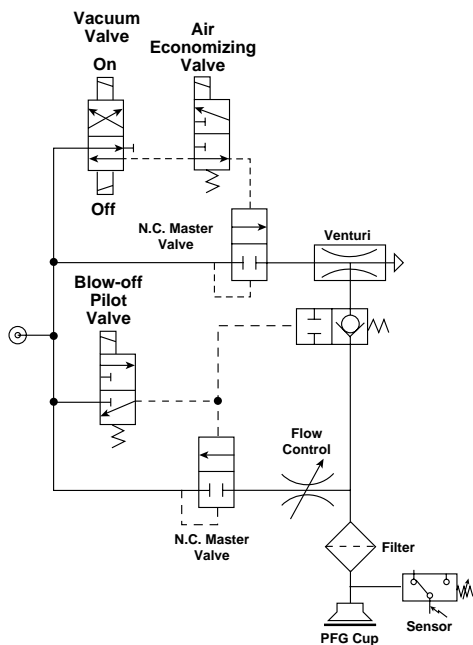 Vacuum
Valve
On
Air
Economizing
Valve
Off
N.C. Master
Valve
Venturi
Blow-off
Pilot
Valve
Flow
Control
N.C. Master
Valve
Filter
PFG Cup
Sensor